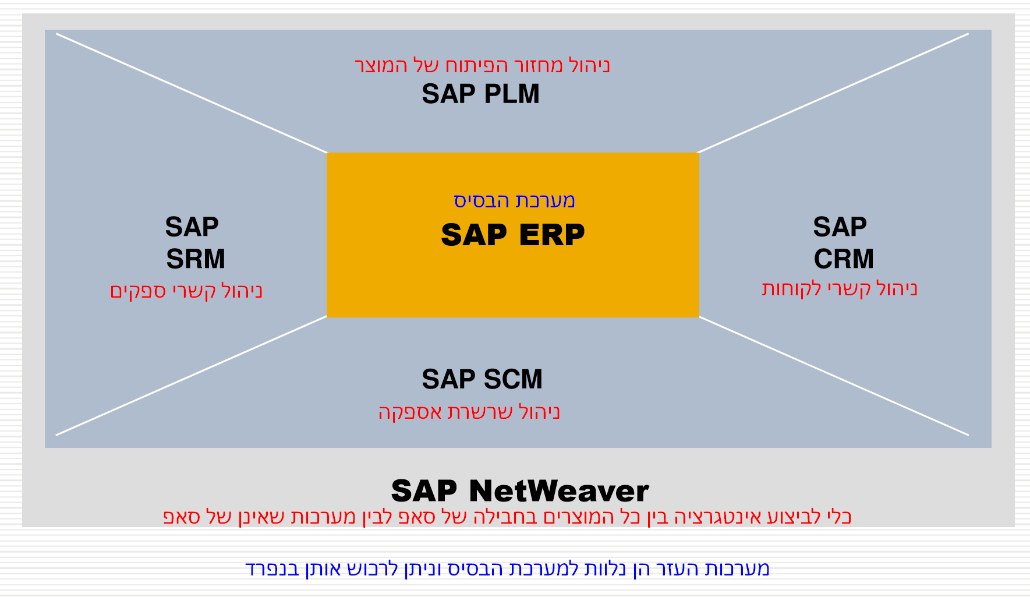 ניהול מחזור הפיתוח של המוצר
SAP PLM
מערכת הבסיס
SAP ERP
SAP
SRM
ניהול קשרי ספקים
SAP
CRM
ניהול קשרי לקוחות
SAP SCM
ניהול שרשרת אספקה
SAP NetWeaver
כלי לביצוע אינטגרציה בין כל המוצרים בחבילה של סאפ לבין מערכות שאינן של סאפ
מערכות העזר הן נלוות למערכת הבסיס וניתן לרכוש אותן בנפרד